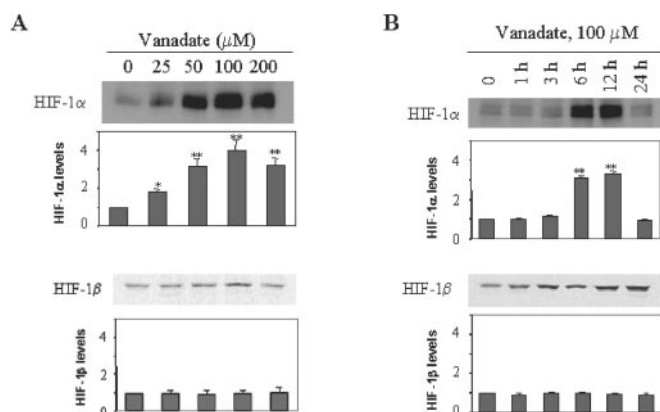 A
Vanadate (μM)
0 25 50 100 200
HIF-1α
HIF-1α levels
4
2
0
*
**
**
**
HIF-1β
HIF-1β levels
4
2
0
B
Vanadate, 100 μM
0 1 h 3 h 6 h 12 h 24 h
HIF-1α
HIF-1α levels
4
2
0
**
**
HIF-1β
HIF-1β levels
4
2
0